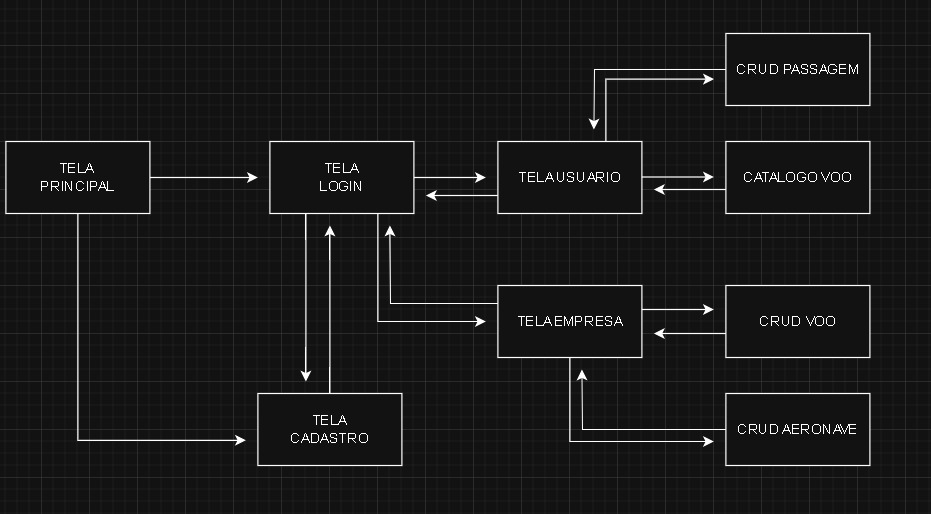 CRUD PASSAGEM
TELA
PRINCIPAL
TELA
LOGIN
TELA USUARIO
CATALOGO VOO
TELA EMPRESA
CRUD VOO
TELA
CADASTRO
CRUD AERONAVE